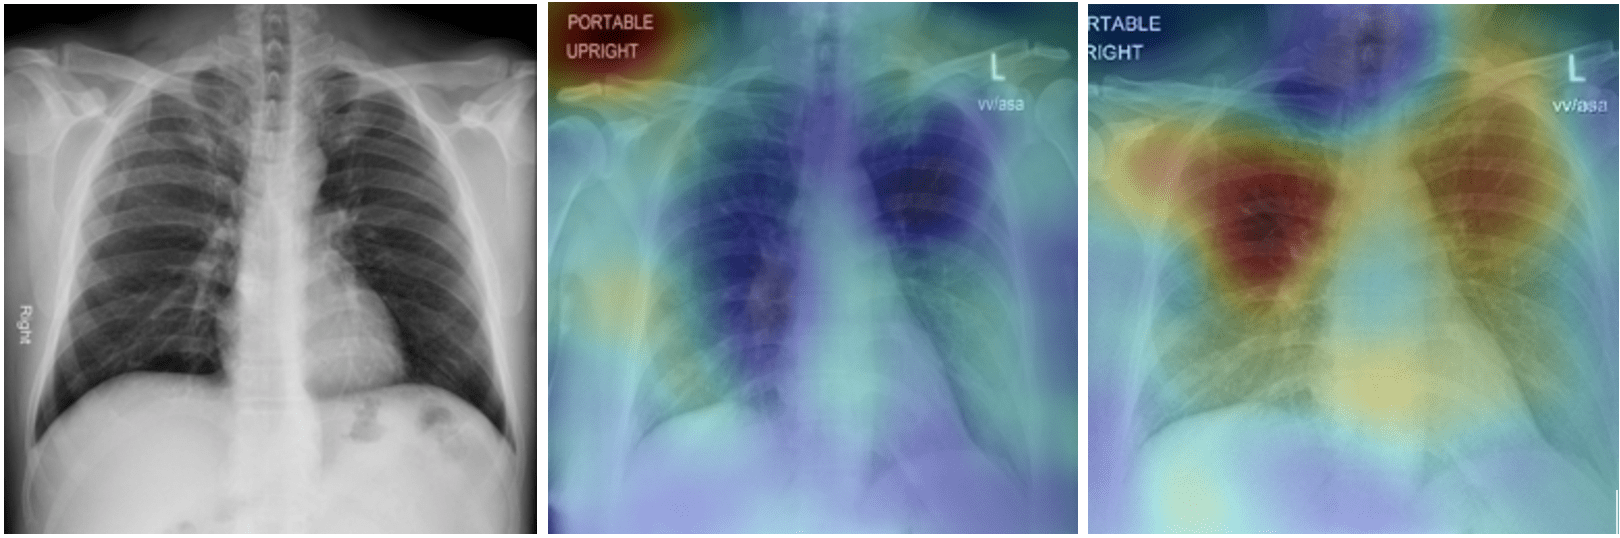 Right
PORTABLE
UPRIGHT
L
vv/asa
RTABLE
RIGHT
L
vv/asa